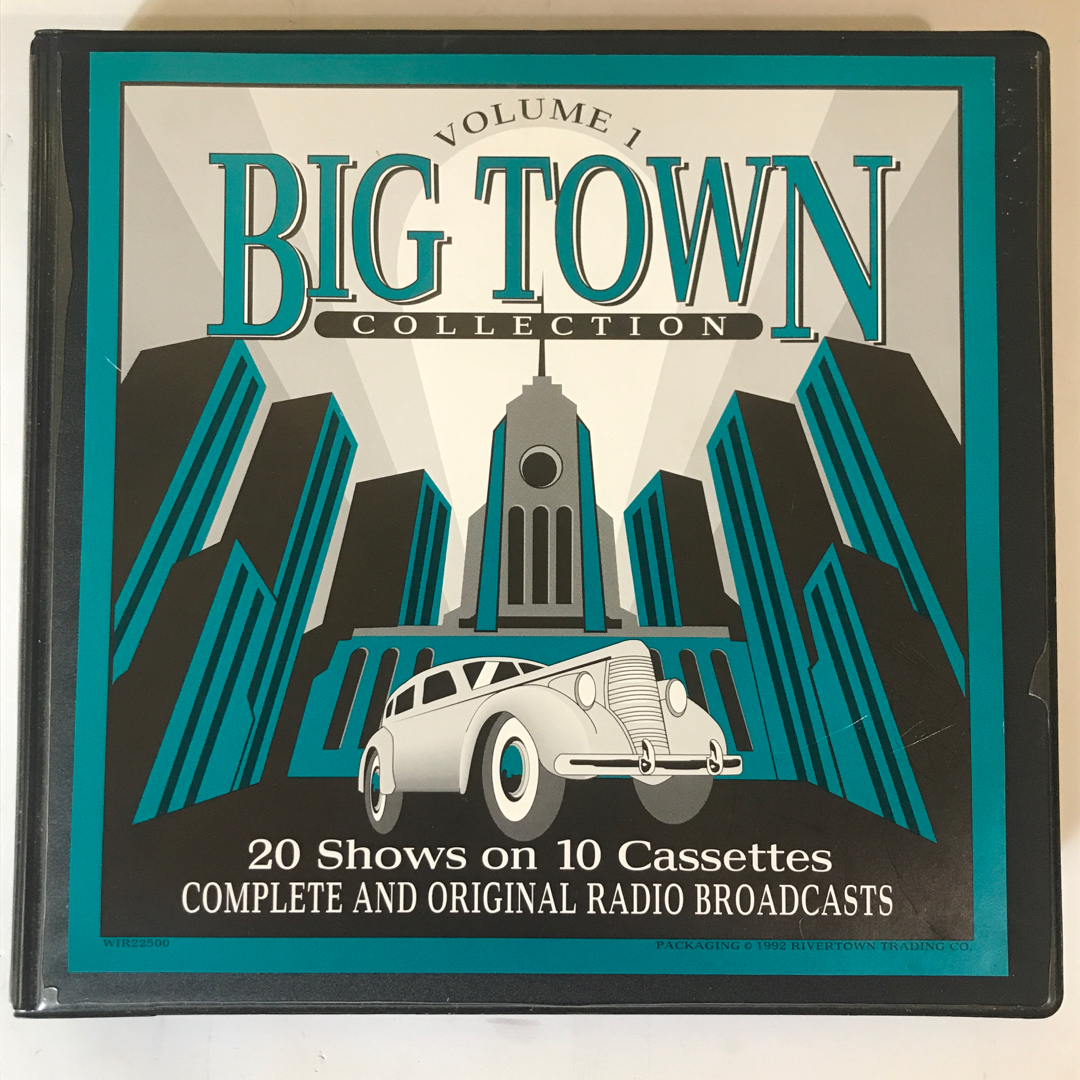 VOLUME 1
BIG TOWN
COLLECTION
20 Shows on 10 Cassettes
COMPLETE AND ORIGINAL RADIO BROADCASTS
WIR22500
PACKAGING © 1992 RIVERTOWN TRADING CO.